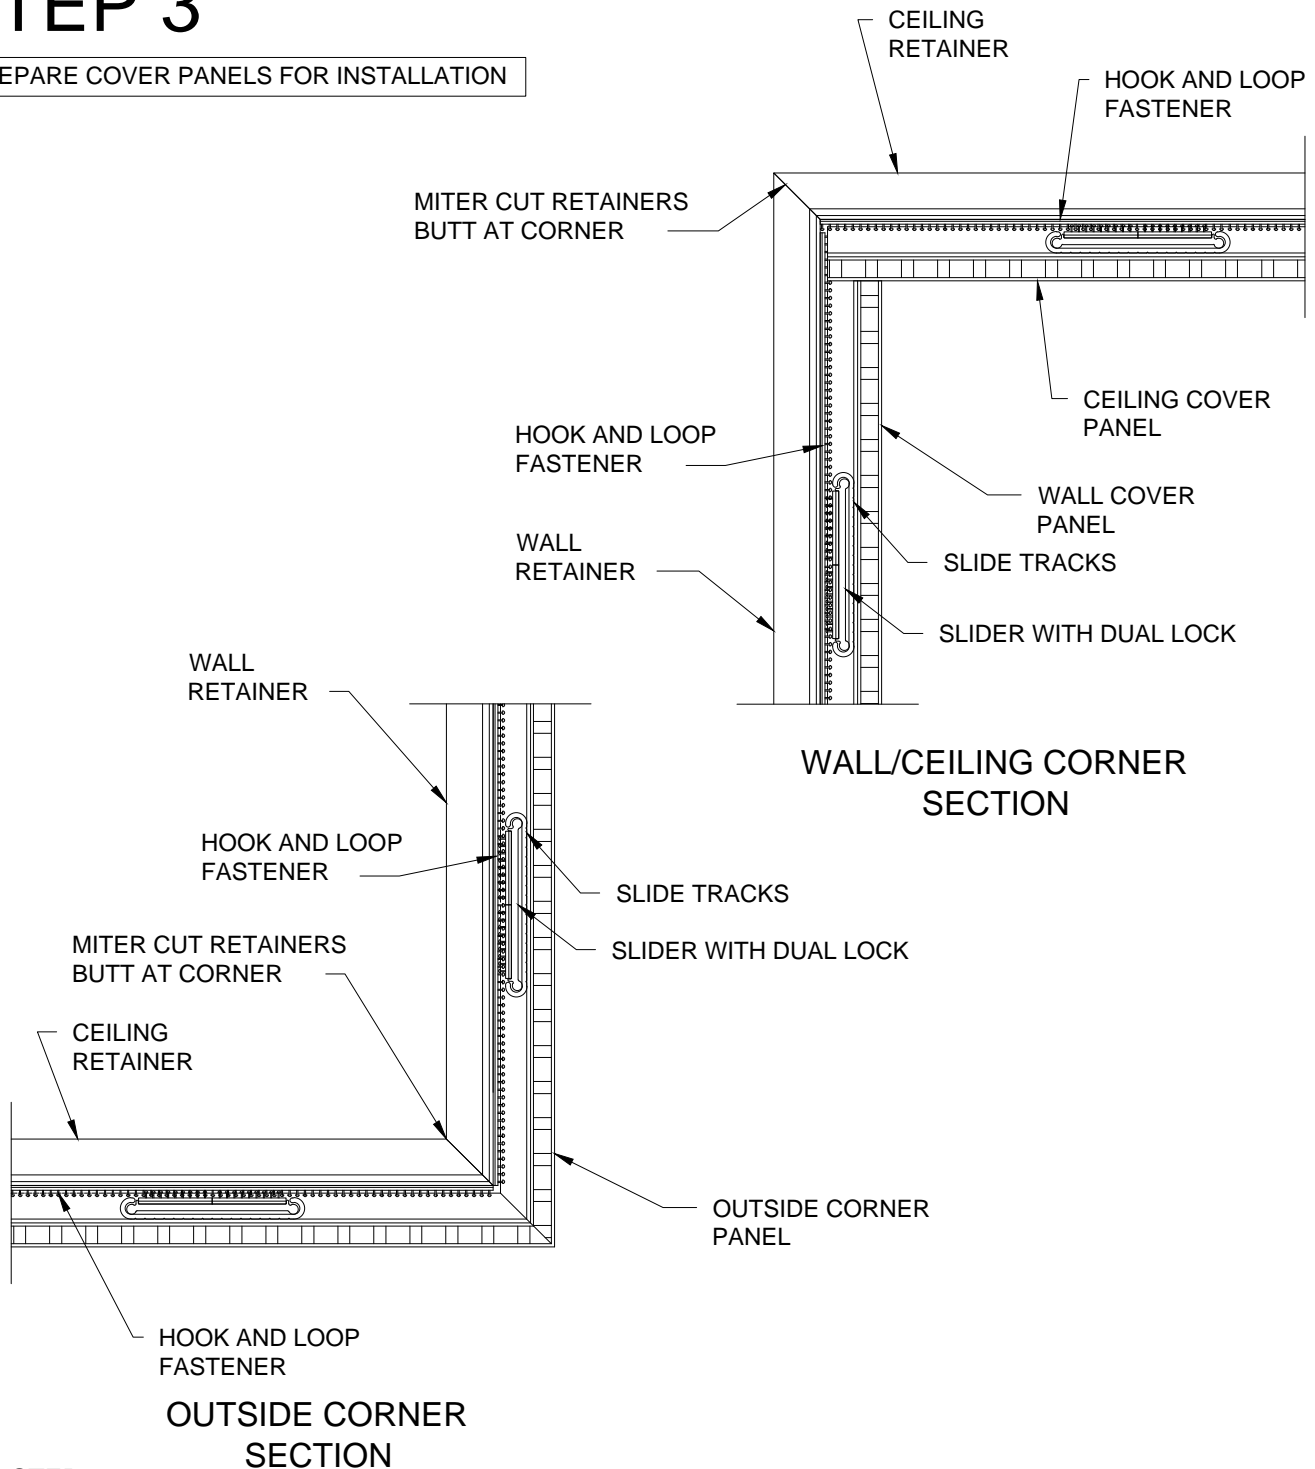 TEP 3
EPARE COVER PANELS FOR INSTALLATION
CEILING
RETAINER
HOOK AND LOOP
FASTENER
MITER CUT RETAINERS
BUTT AT CORNER
CEILING COVER
PANEL
HOOK AND LOOP
FASTENER
WALL COVER
PANEL
WALL
RETAINER
SLIDE TRACKS
SLIDER WITH DUAL LOCK
WALL/CEILING CORNER
SECTION
WALL
RETAINER
HOOK AND LOOP
FASTENER
SLIDE TRACKS
SLIDER WITH DUAL LOCK
MITER CUT RETAINERS
BUTT AT CORNER
CEILING
RETAINER
OUTSIDE CORNER
PANEL
HOOK AND LOOP
FASTENER
OUTSIDE CORNER
SECTION